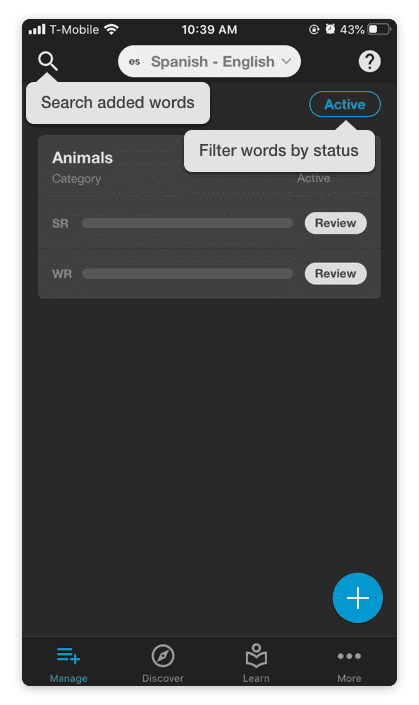 T-Mobile 10:39 AM 43%
es Spanish - English
Search added words
Active
Filter words by status
Animals
Category Active
SR Review
WR Review
Manage Discover Learn More